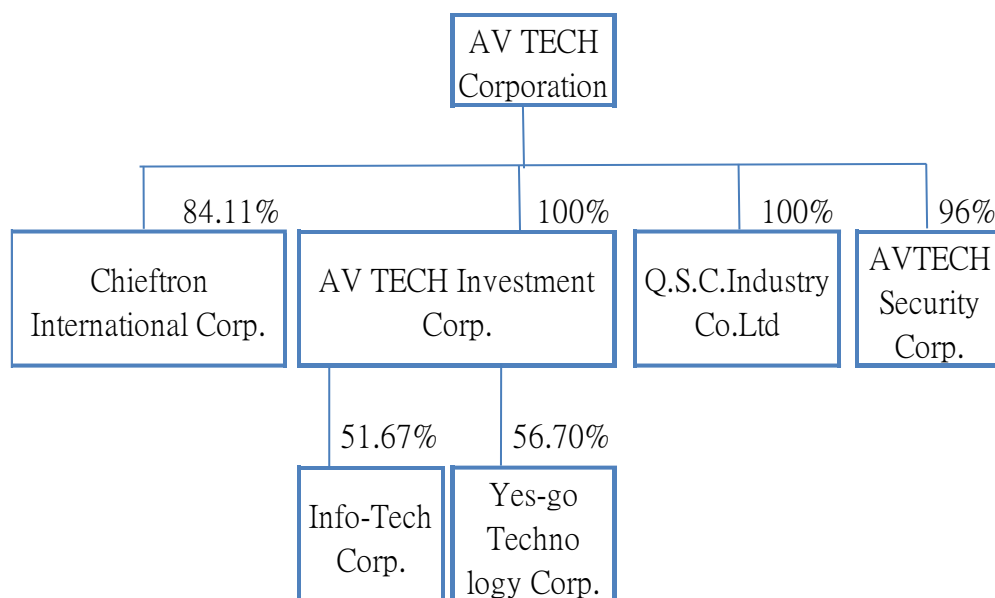 AV TECH
Corporation
84.11%
100%
100%
96%
Chieftron
International Corp.
AV TECH Investment
Corp.
Q.S.C.Industry
Co.Ltd
AVTECH
Security
Corp.
51.67%
56.70%
Info-Tech
Corp.
Yes-go
Techno
logy Corp.